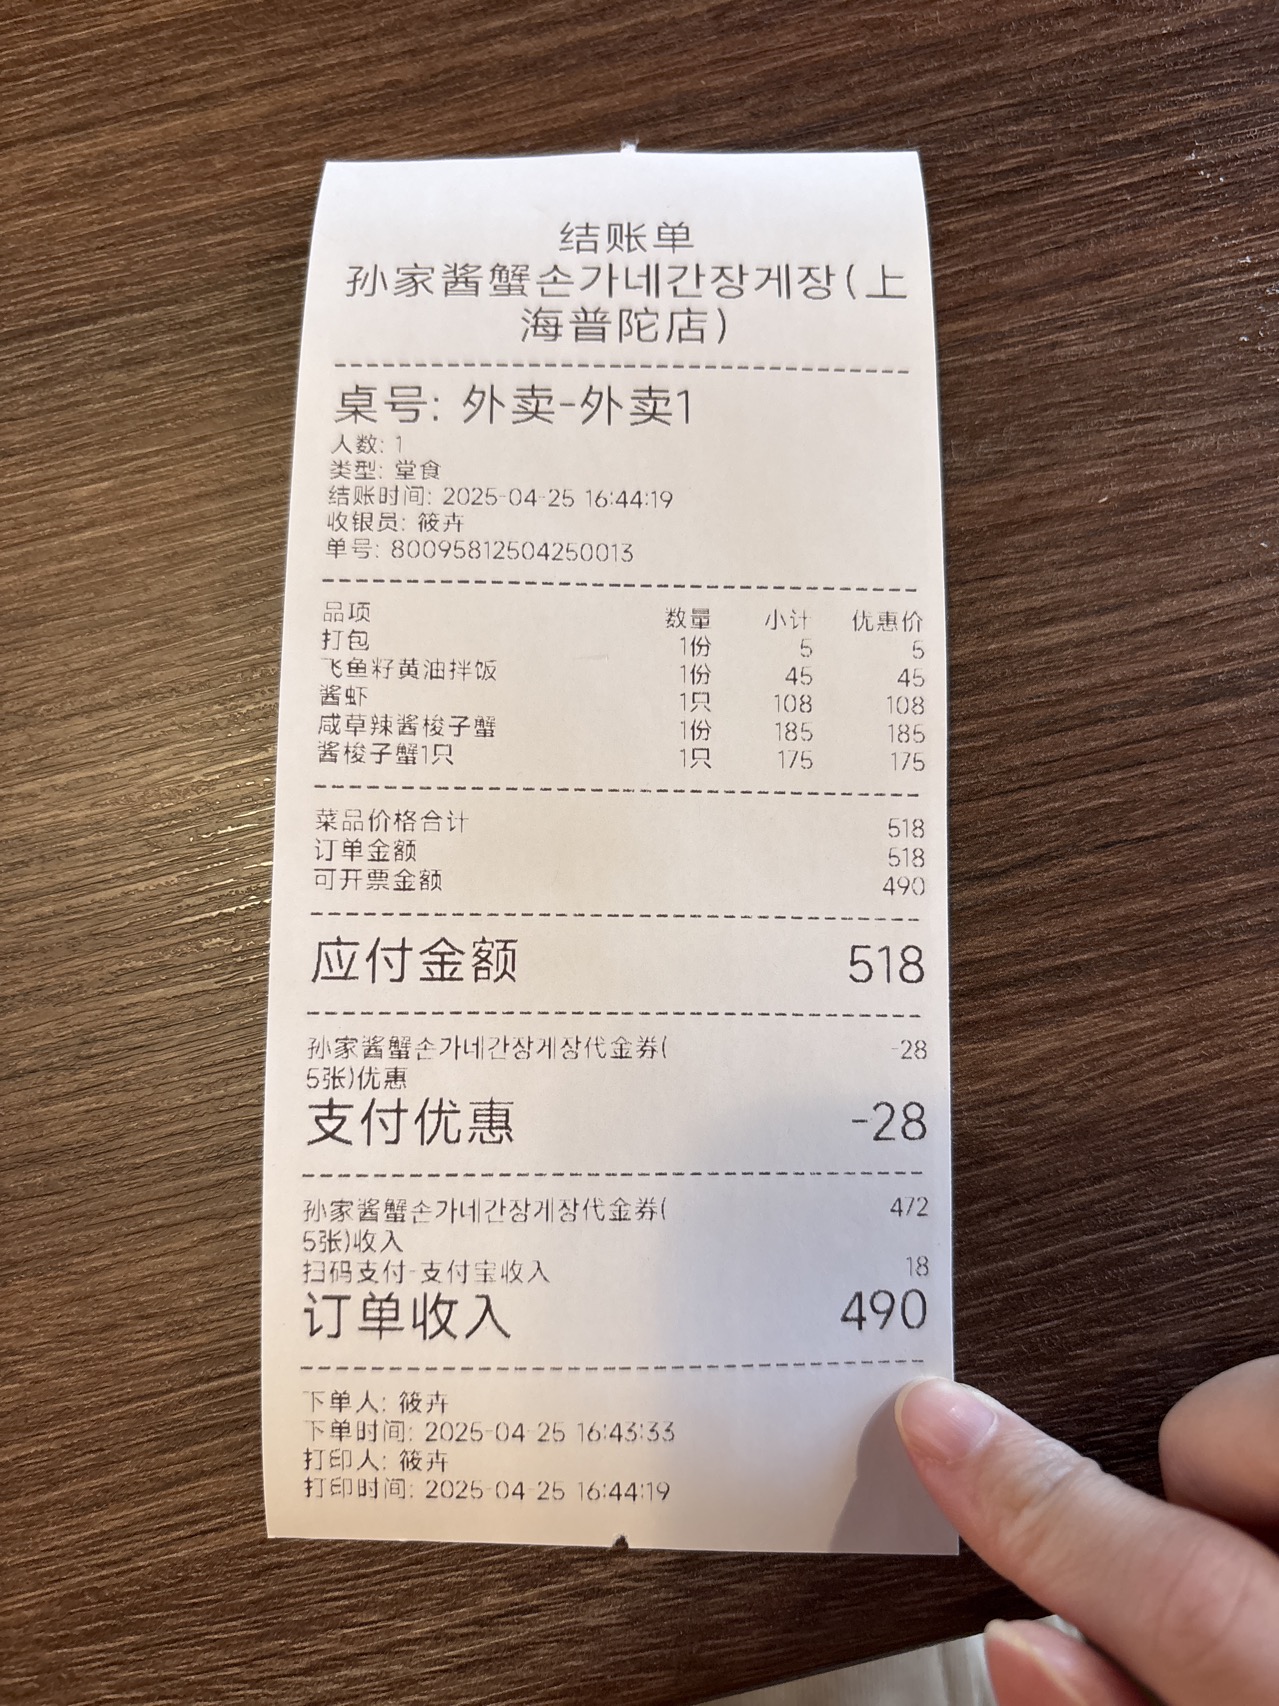 结账单
孙家酱蟹손가네간장게장(上
海普陀店)
桌号: 外卖-外卖1
人数: 1
类型: 堂食
结账时间: 2025-04-25 16:44:19
收银员: 筱卉
单号: 80095812504250013
品项 数量 小计 优惠价
打包 1份 5 5
飞鱼籽黄油拌饭 1份 45 45
酱虾 1只 108 108
咸草辣酱梭子蟹 1份 185 185
酱梭子蟹1只 1只 175 175
菜品价格合计 518
订单金额 518
可开票金额 490
应付金额 518
孙家酱蟹손가네간장게장代金券( -28
5张)优惠
支付优惠 -28
孙家酱蟹손가네간장게장代金券( 472
5张)收入
扫码支付-支付宝收入 18
订单收入 490
下单人: 筱卉
下单时间: 2025-04-25 16:43:33
打印人: 筱卉
打印时间: 2025-04-25 16:44:19